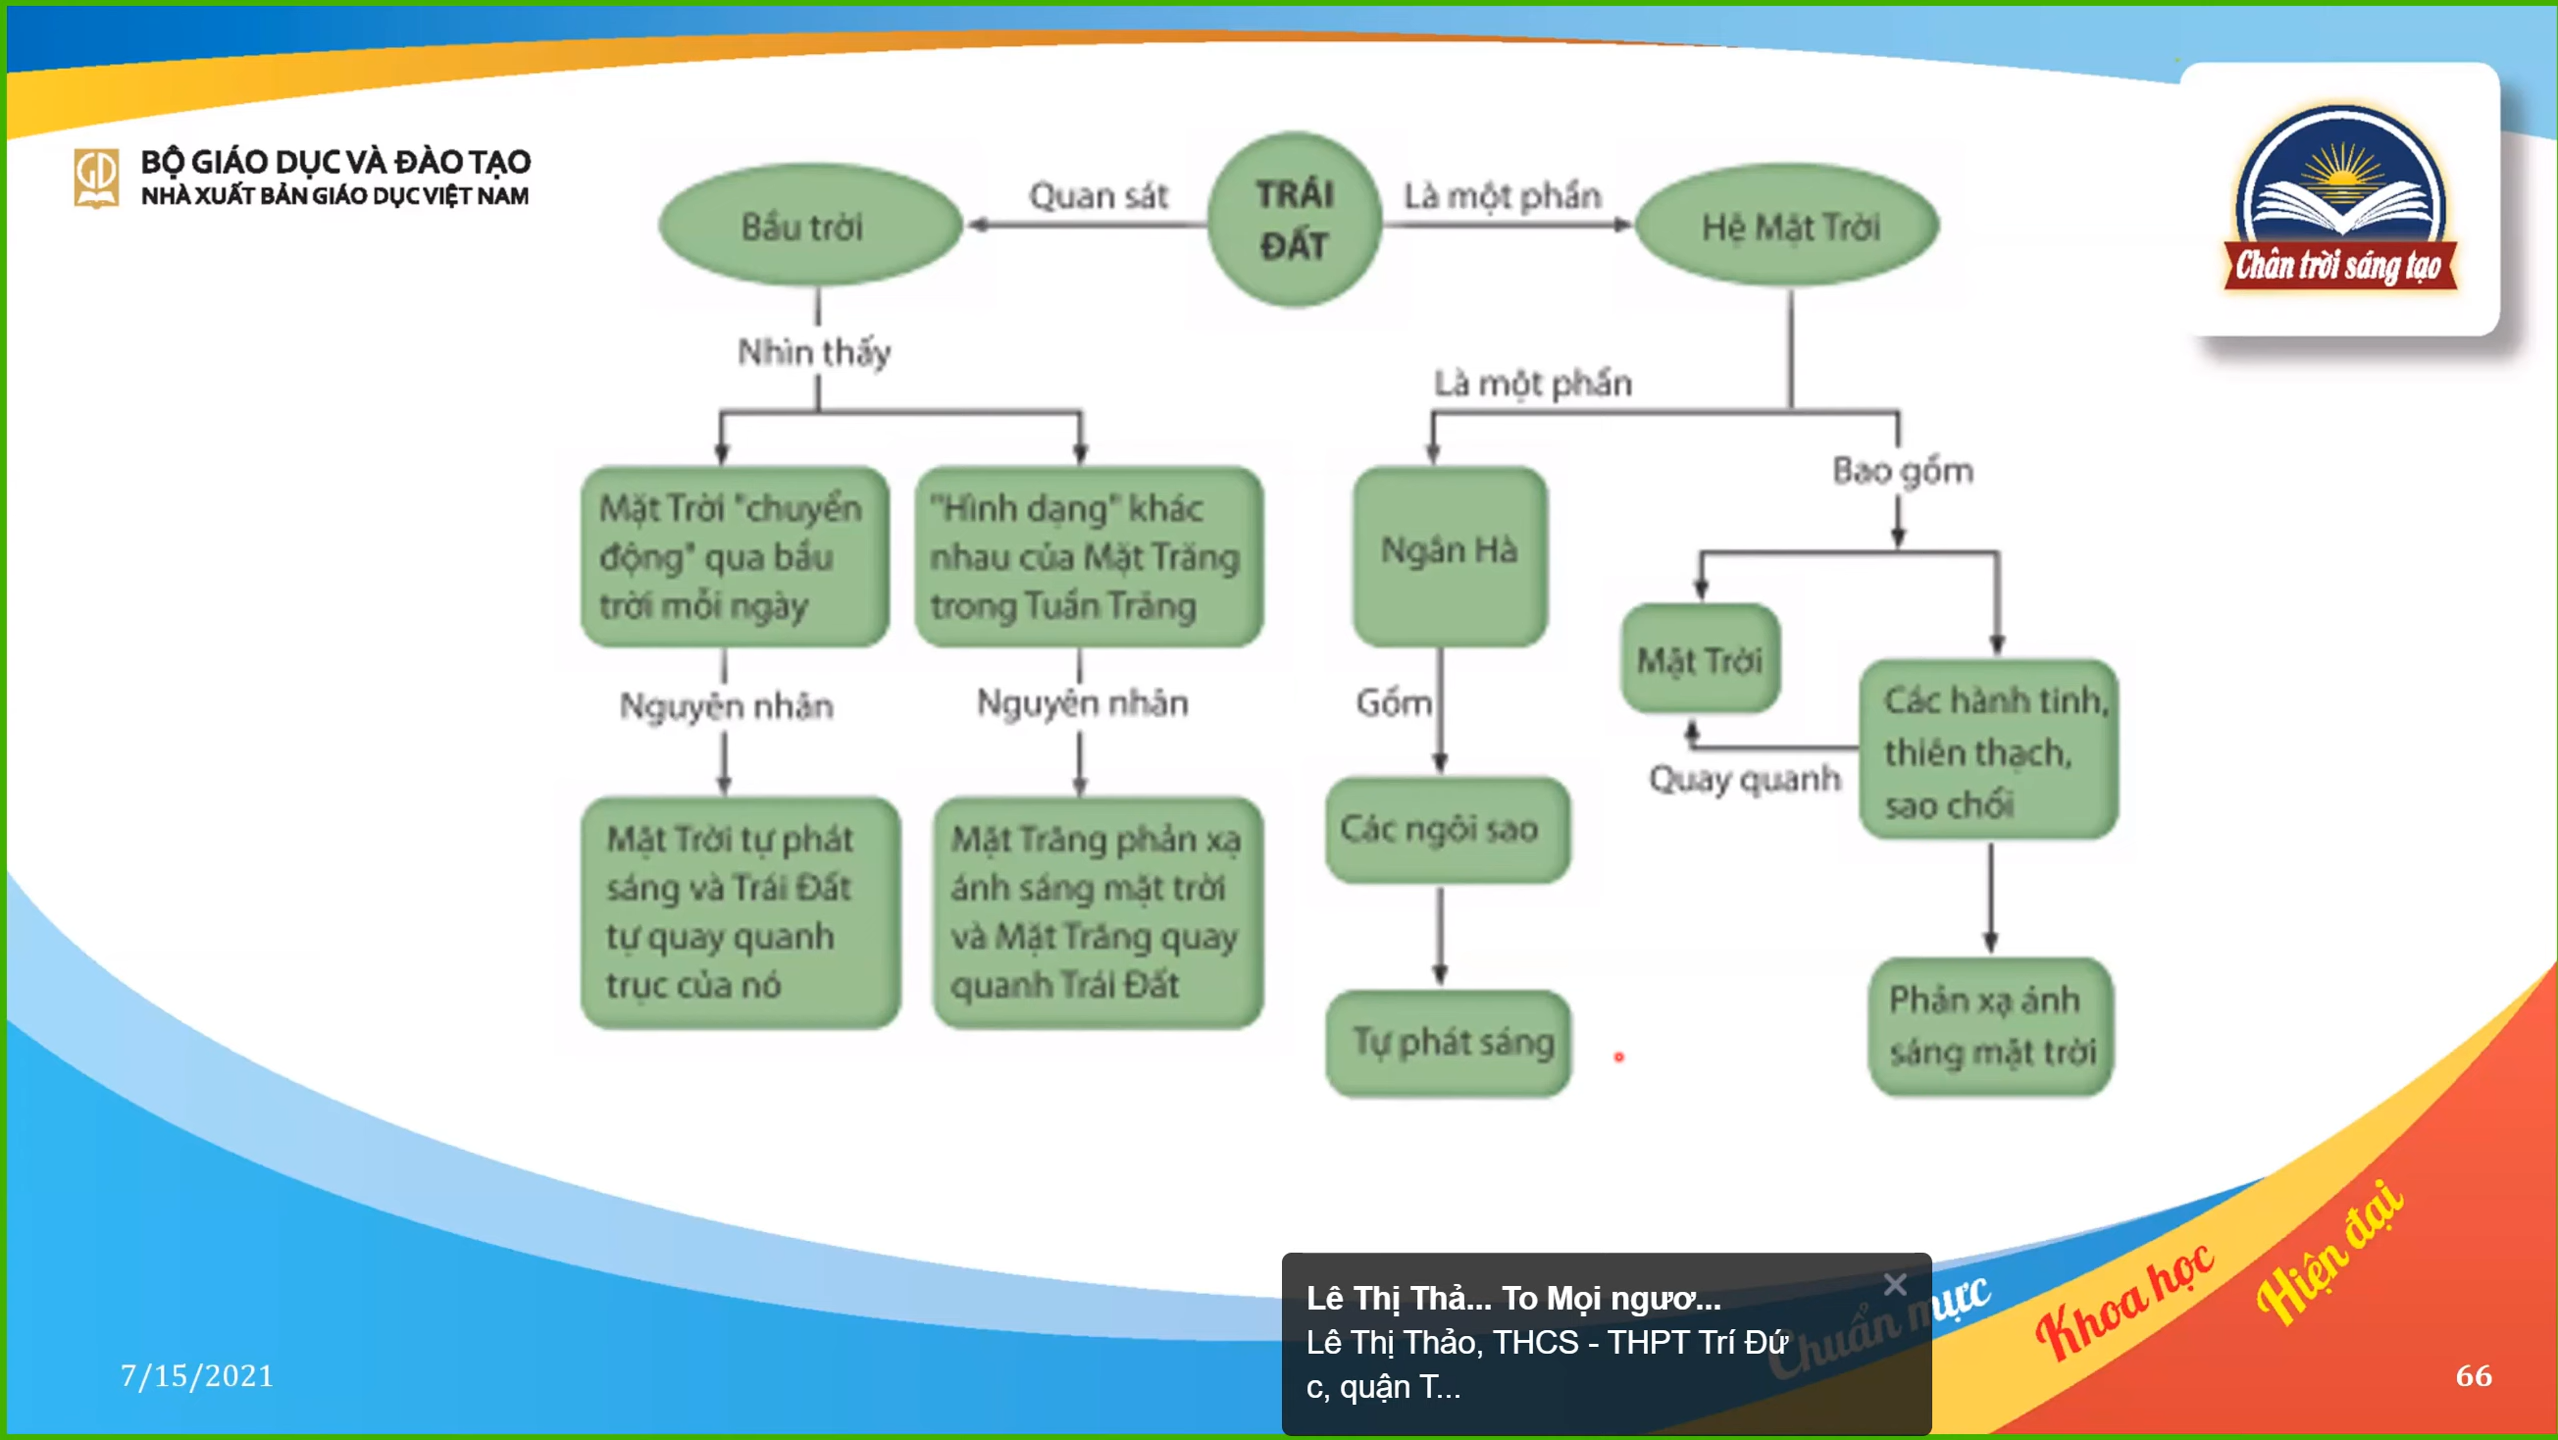 BỘ GIÁO DỤC VÀ ĐÀO TẠO
NHÀ XUẤT BẢN GIÁO DỤC VIỆT NAM
Chân trời sáng tạo
TRÁI
ĐẤT
Quan sát
Bầu trời
Nhìn thấy
Mặt Trời "chuyển
động" qua bầu
trời mỗi ngày
Nguyên nhân
Mặt Trời tự phát
sáng và Trái Đất
tự quay quanh
trục của nó
"Hình dạng" khác
nhau của Mặt Trăng
trong Tuần Trăng
Nguyên nhân
Mặt Trăng phản xạ
ánh sáng mặt trời
và Mặt Trăng quay
quanh Trái Đất
Là một phần
Hệ Mặt Trời
Là một phần
Ngân Hà
Gồm
Các ngôi sao
Tự phát sáng
Bao gồm
Mặt Trời
Các hành tinh,
thiên thạch,
sao chổi
Quay quanh
Phản xạ ánh
sáng mặt trời
Lê Thị Thả... To Mọi ngươ...
Lê Thị Thảo, THCS - THPT Trí Đứ
c, quận T...
Chuẩn mực
Khoa học
Hiện đại
7/15/2021
66